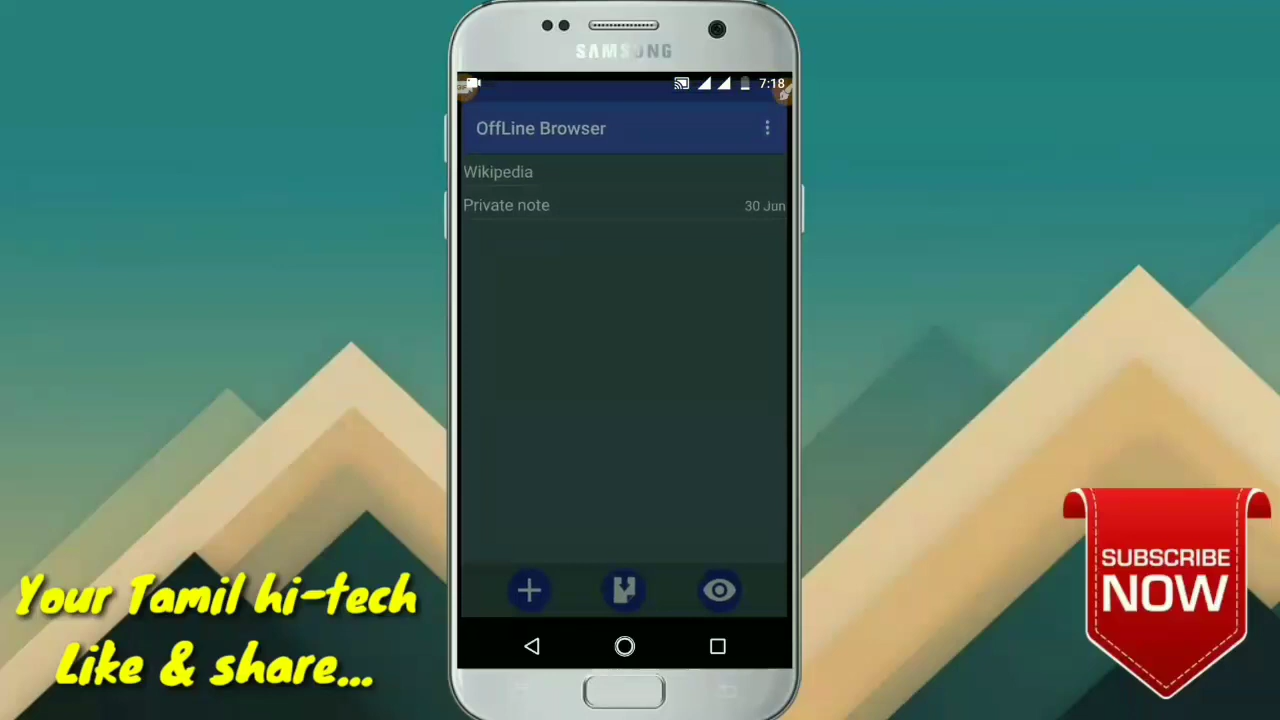 SAMSUNG
7:18
OffLine Browser
Wikipedia
Private note
30 Jun
Your Tamil hi-tech
Like & share...
SUBSCRIBE
NOW